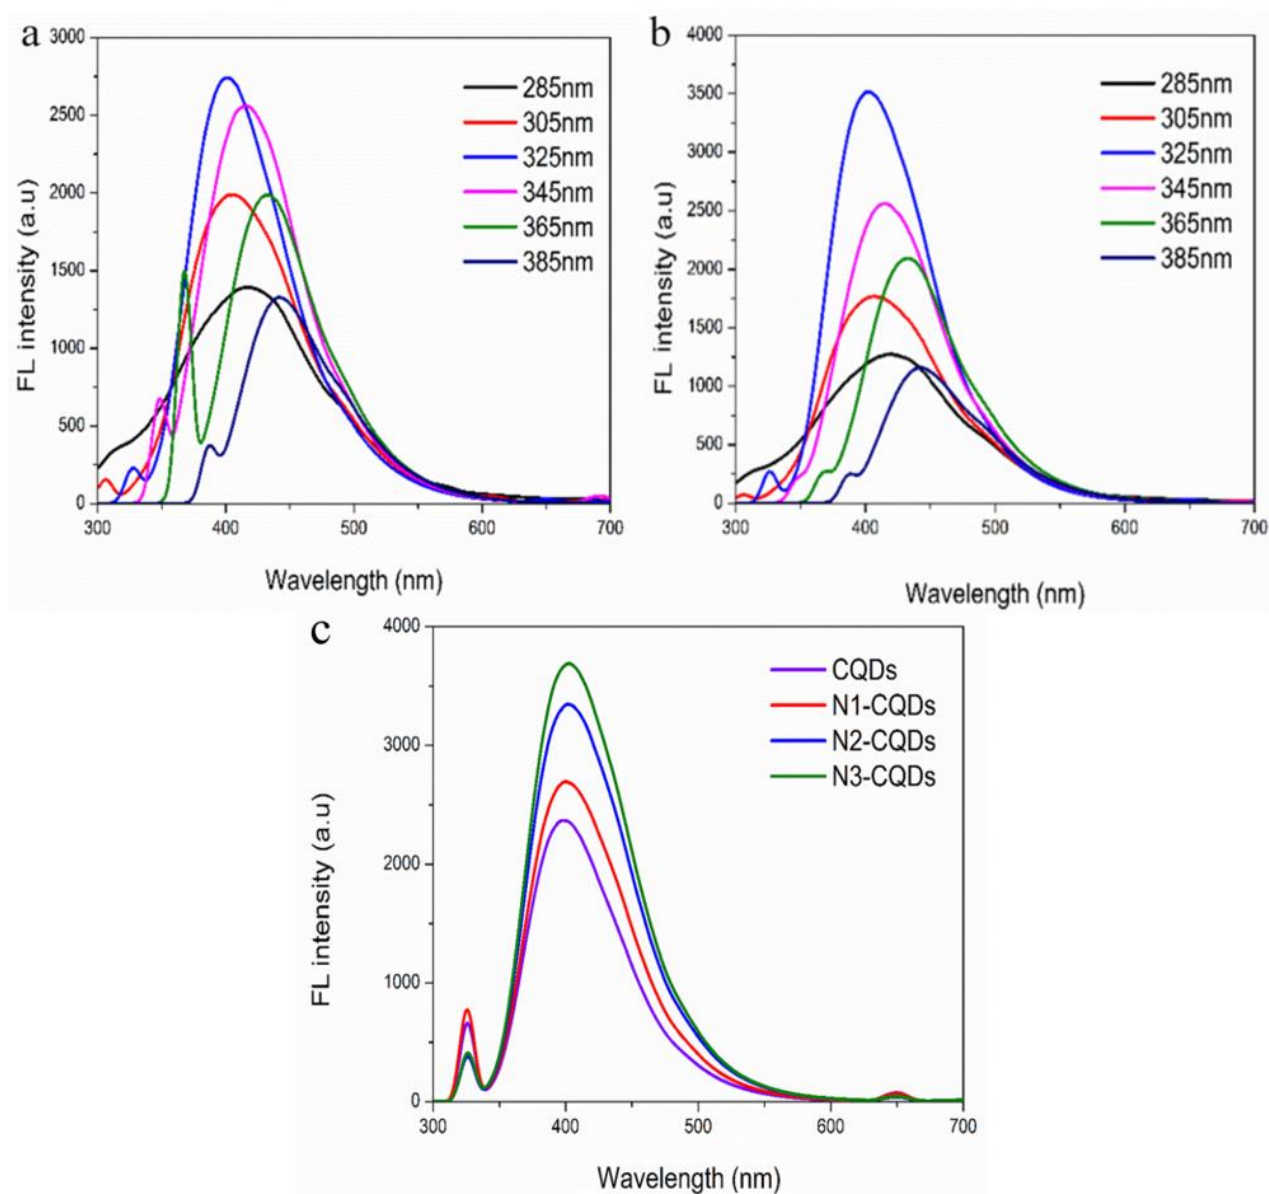 a
3000
2500
2000
1500
1000
500
0
300
400
500
600
700
FL intensity (a.u)
Wavelength (nm)
285nm
305nm
325nm
345nm
365nm
385nm
b
4000
3500
3000
2500
2000
1500
1000
500
0
300
400
500
600
700
FL intensity (a.u)
Wavelength (nm)
285nm
305nm
325nm
345nm
365nm
385nm
c
4000
3000
2000
1000
0
300
400
500
600
700
FL intensity (a.u)
Wavelength (nm)
CQDs
N1-CQDs
N2-CQDs
N3-CQDs